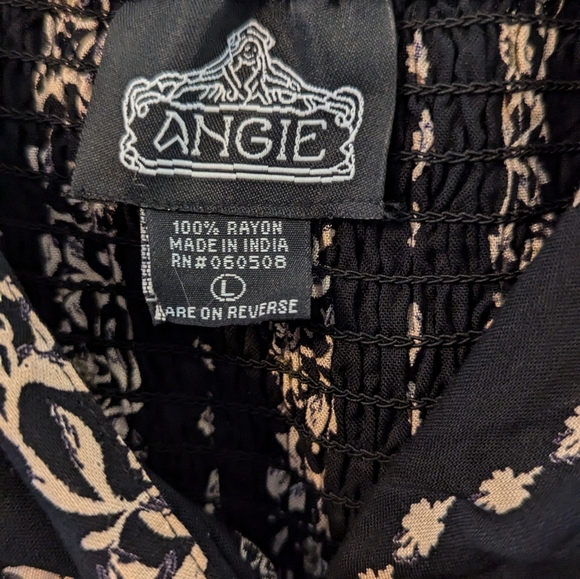 ANGIE
100% RAYON
MADE IN INDIA
RN#060508
L
ARE ON REVERSE